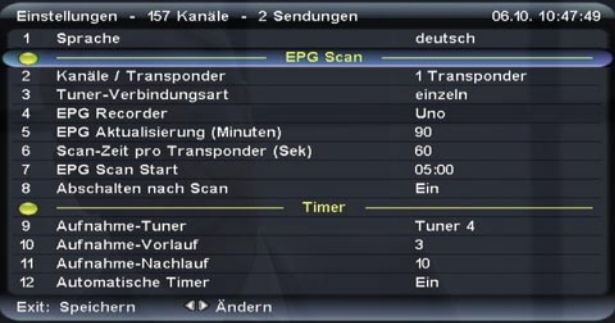 Einstellungen - 157 Kanäle - 2 Sendungen 06.10. 10:47:49
1 Sprache deutsch
EPG Scan
2 Kanäle / Transponder 1 Transponder
3 Tuner-Verbindungsart einzeln
4 EPG Recorder Uno
5 EPG Aktualisierung (Minuten) 90
6 Scan-Zeit pro Transponder (Sek) 60
7 EPG Scan Start 05:00
8 Abschalten nach Scan Ein
Timer
9 Aufnahme-Tuner Tuner 4
10 Aufnahme-Vorlauf 3
11 Aufnahme-Nachlauf 10
12 Automatische Timer Ein
Exit: Speichern Ändern